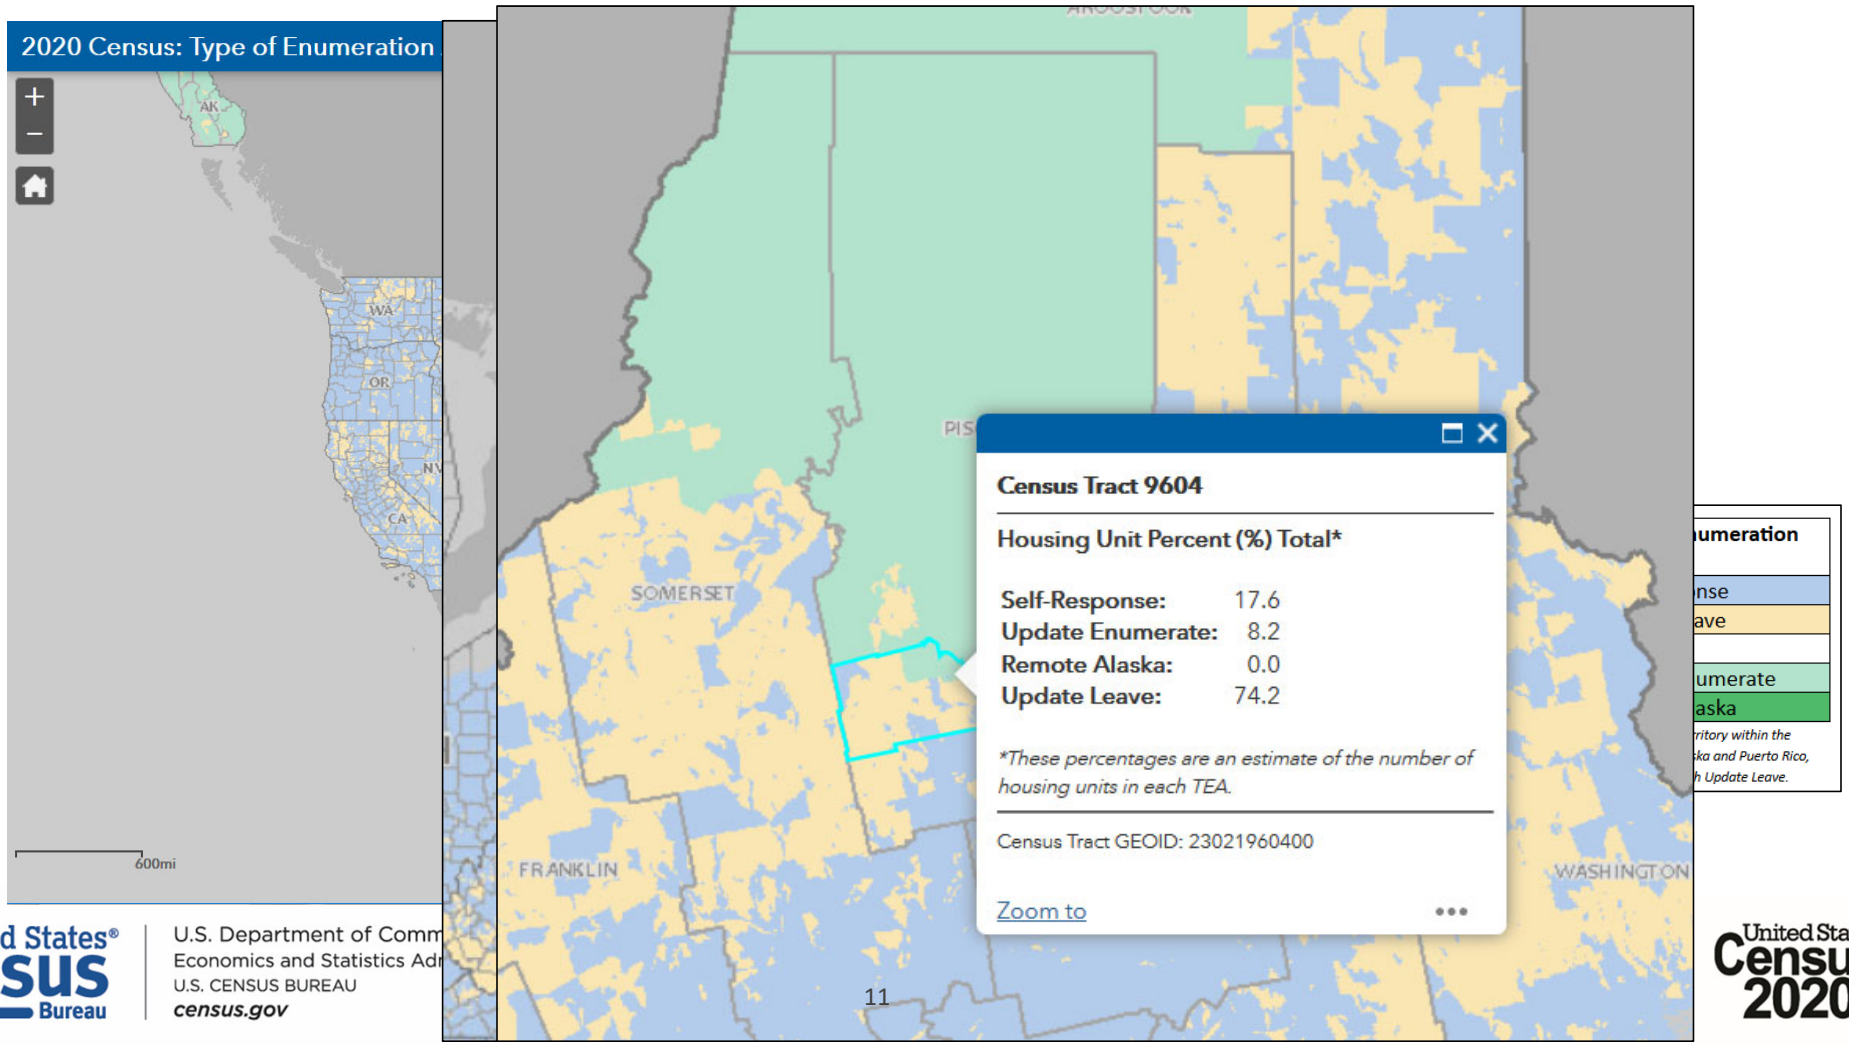 2020 Census: Type of Enumeration
+
−
AK
WA
OR
NV
CA
600mi
AROOSTOOK
PIS
SOMERSET
FRANKLIN
WASHINGTON
Census Tract 9604
Housing Unit Percent (%) Total*
Self-Response: 17.6
Update Enumerate: 8.2
Remote Alaska: 0.0
Update Leave: 74.2
*These percentages are an estimate of the number of
housing units in each TEA.
Census Tract GEOID: 23021960400
Zoom to
umeration
nse
ave
umerate
aska
ritory within the
ka and Puerto Rico,
h Update Leave.
d States®
sus
Bureau
U.S. Department of Comm
Economics and Statistics Adr
U.S. CENSUS BUREAU
census.gov
11
United Sta
Censu
2020